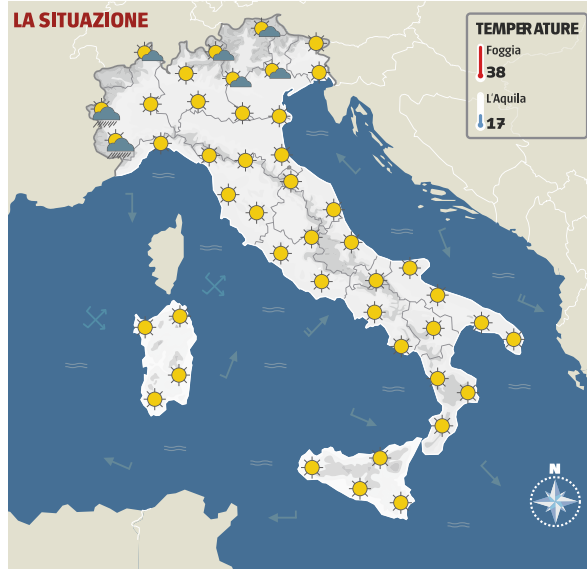 LA SITUAZIONE
TEMPERATURE
Foggia
38
L'Aquila
17
N